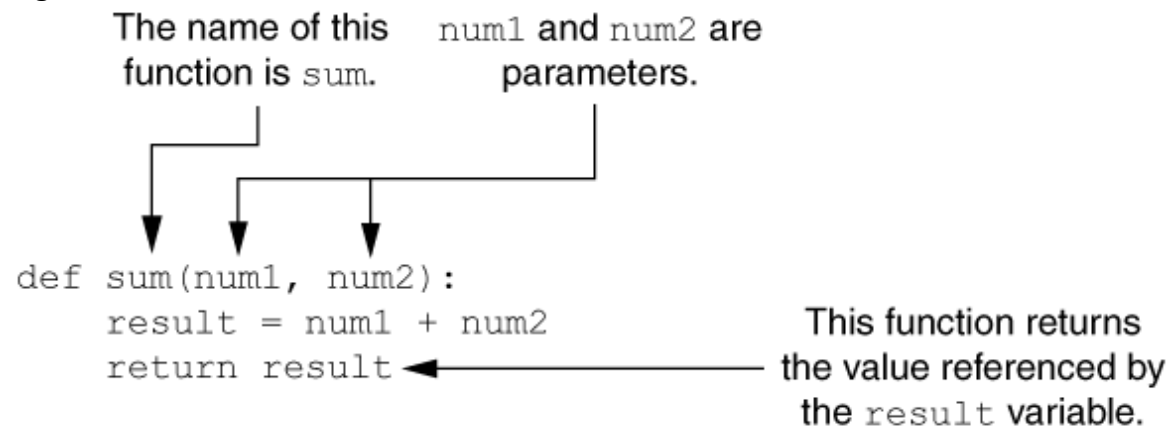 The name of this
function is sum.
num1 and num2 are
parameters.
def sum(num1, num2):
    result = num1 + num2
    return result
This function returns
the value referenced by
the result variable.